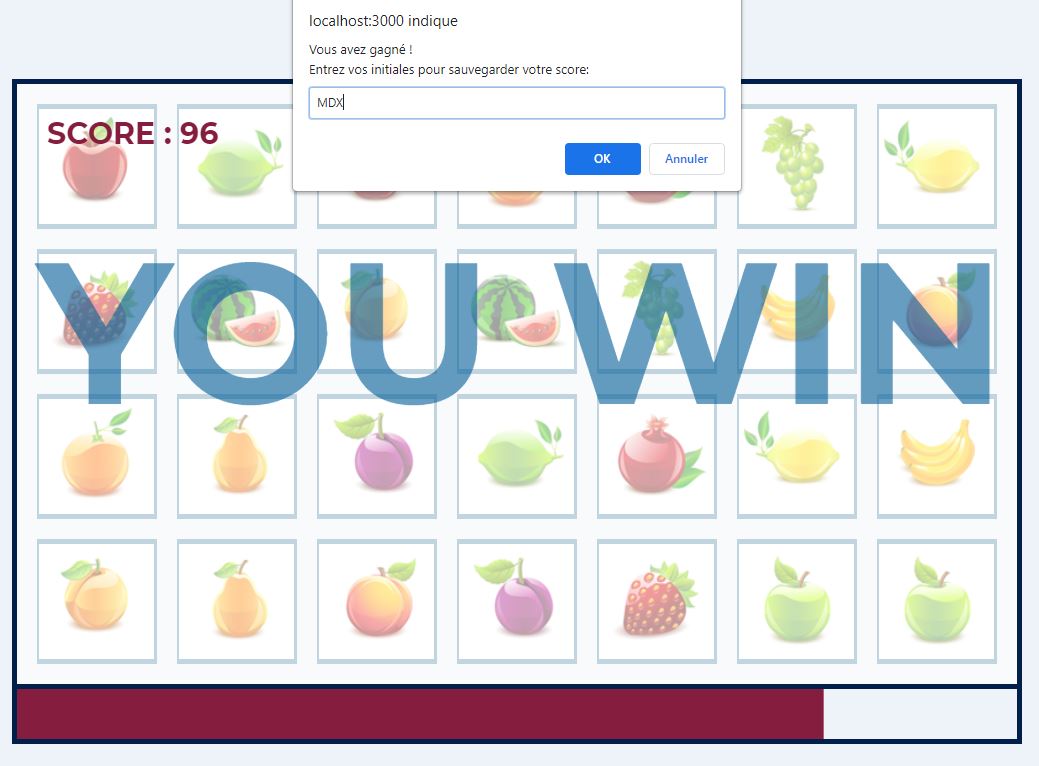 localhost:3000 indique
Vous avez gagné !
Entrez vos initiales pour sauvegarder votre score:
MDX
OK Annuler
SCORE : 96
YOU WIN